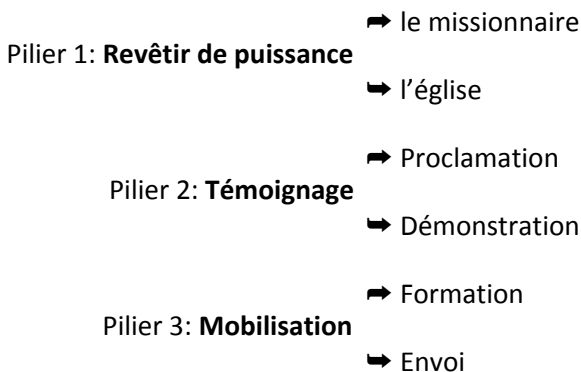 ➦ le missionnaire
Pilier 1: Revêtir de puissance
➥ l’église
➦ Proclamation
Pilier 2: Témoignage
➥ Démonstration
➦ Formation
Pilier 3: Mobilisation
➥ Envoi